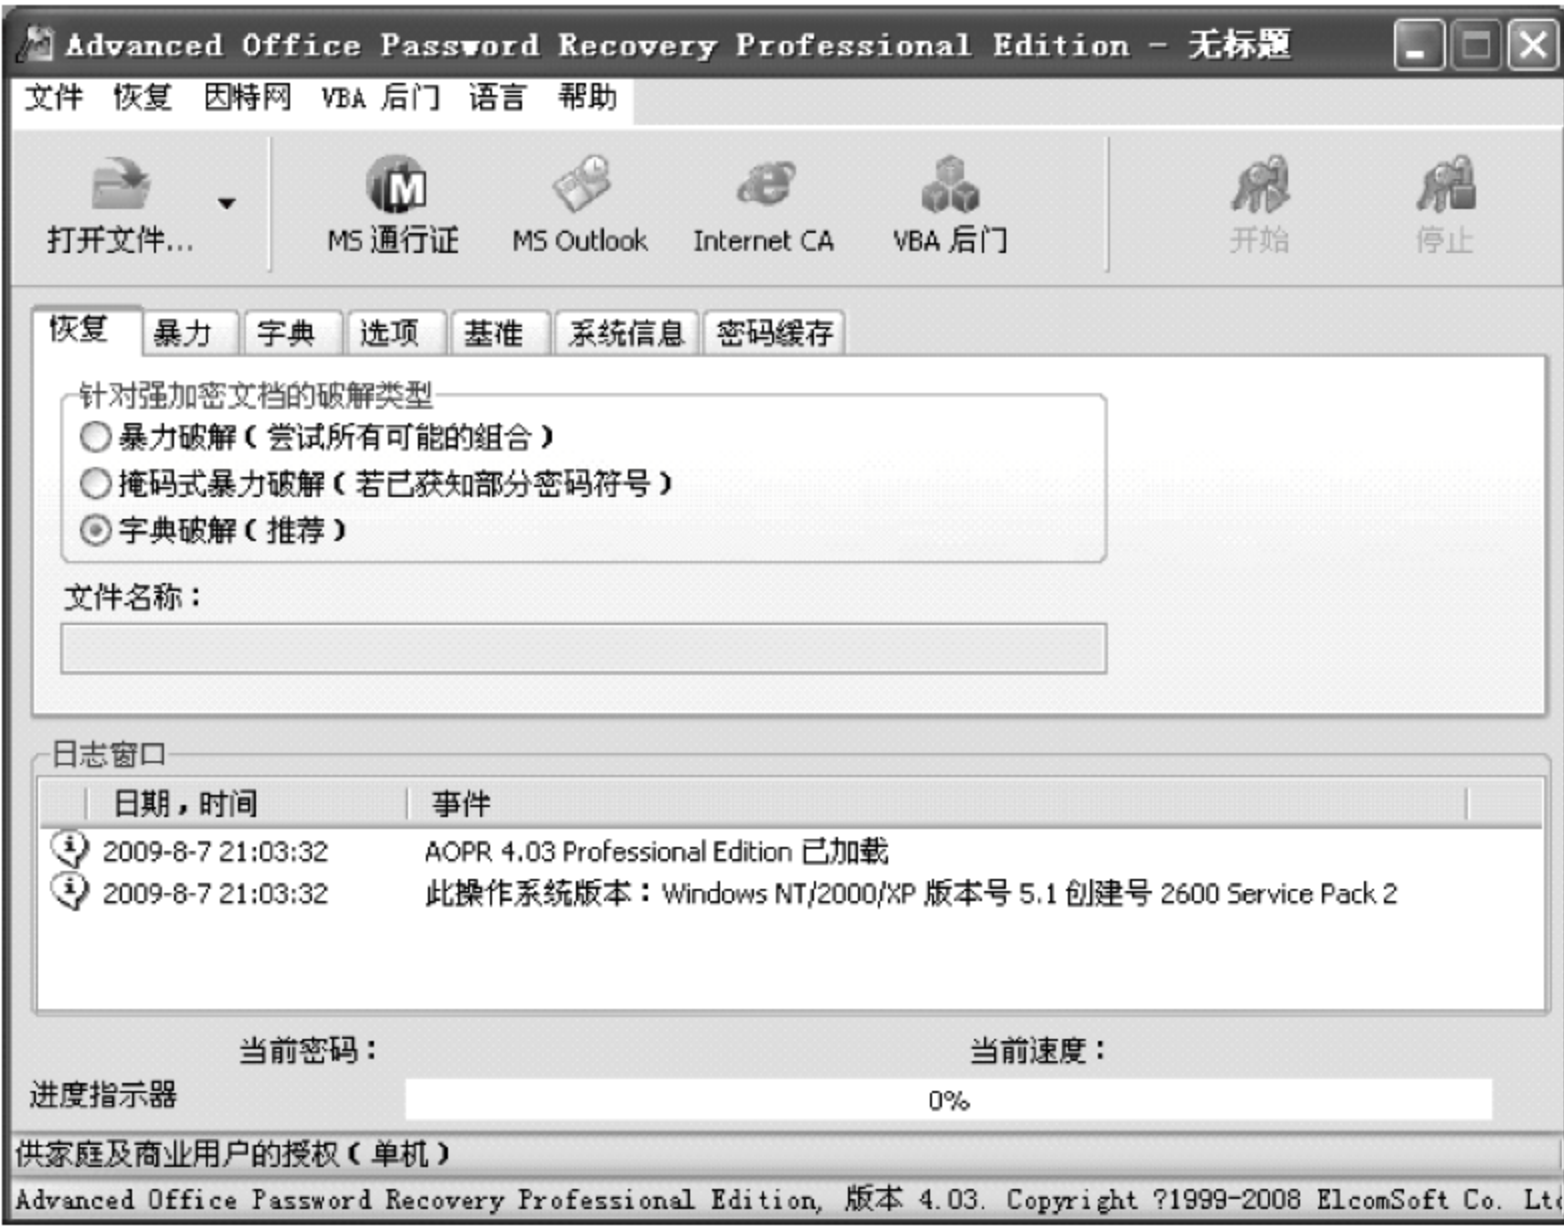 Advanced Office Password Recovery Professional Edition - 无标题
文件 恢复 因特网 VBA 后门 语言 帮助
打开文件... MS 通行证 MS Outlook Internet CA VBA 后门 开始 停止
恢复 暴力 字典 选项 基准 系统信息 密码缓存
针对强加密文档的破解类型
暴力破解(尝试所有可能的组合)
掩码式暴力破解(若已获知部分密码符号)
字典破解(推荐)
文件名称:
日志窗口
日期,时间 事件
2009-8-7 21:03:32 AOPR 4.03 Professional Edition 已加载
2009-8-7 21:03:32 此操作系统版本:Windows NT/2000/XP 版本号 5.1 创建号 2600 Service Pack 2
当前密码: 当前速度:
进度指示器 0%
供家庭及商业用户的授权(单机)
Advanced Office Password Recovery Professional Edition, 版本 4.03. Copyright ?1999-2008 ElcomSoft Co. Lt